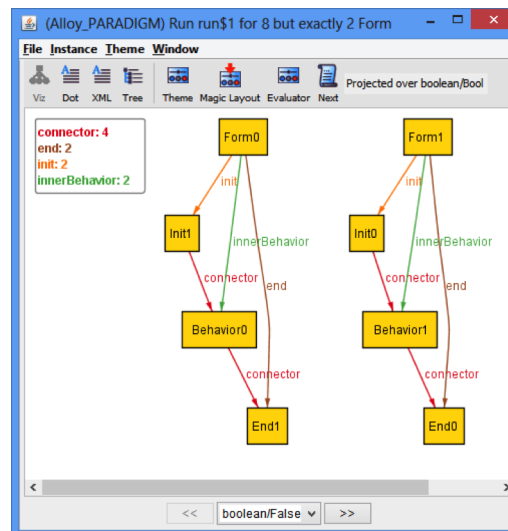 (Alloy_PARADIGM) Run run$1 for 8 but exactly 2 Form
File Instance Theme Window
Viz Dot XML Tree Theme Magic Layout Evaluator Next Projected over boolean/Bool
connector: 4
end: 2
init: 2
innerBehavior: 2
Form0 Form1
init init
Init1 innerBehavior Init0 innerBehavior
connector end connector end
Behavior0 Behavior1
connector connector
End1 End0
<< boolean/False >>